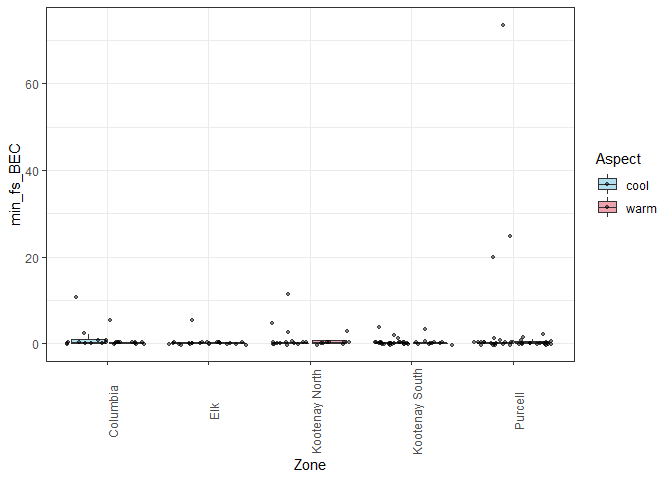 60
40
20
0
min_fs_BEC
Columbia
Elk
Kootenay North
Kootenay South
Purcell
Zone
Aspect
cool
warm